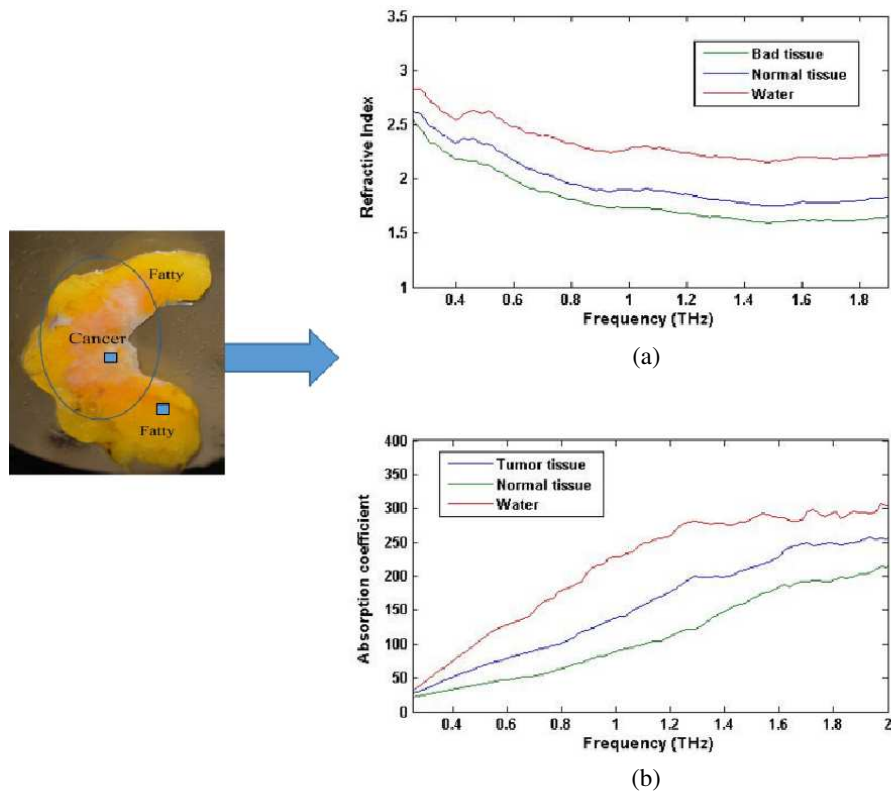 Fatty
Cancer
Fatty
3.5
3
2.5
2
1.5
1
Refractive Index
Bad tissue
Normal tissue
Water
0.4 0.6 0.8 1 1.2 1.4 1.6 1.8
Frequency (THz)
(a)
400
350
300
250
200
150
100
50
0
Absorption coefficient
Tumor tissue
Normal tissue
Water
0.4 0.6 0.8 1 1.2 1.4 1.6 1.8 2
Frequency (THz)
(b)